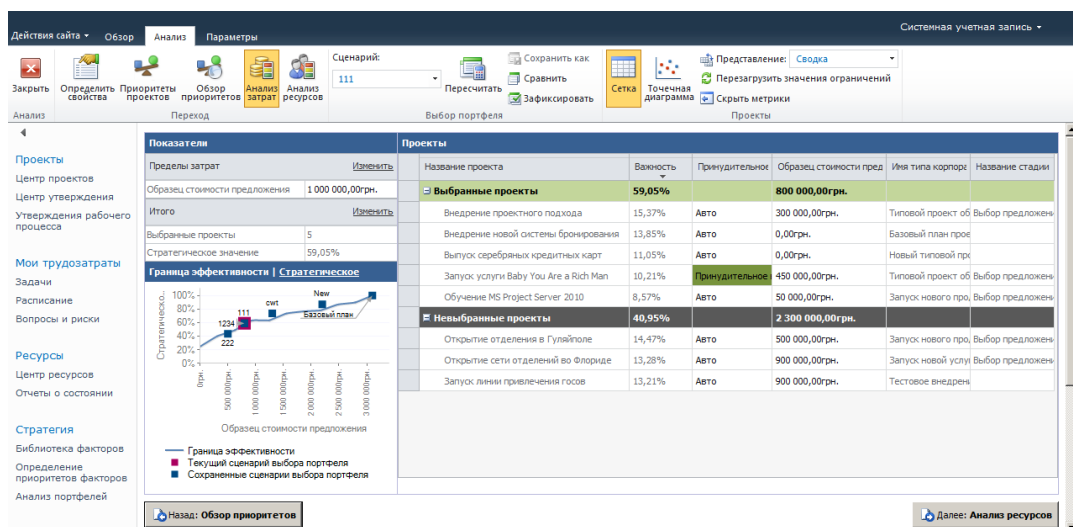 Системная учетная запись
Действия сайта Обзор Анализ Параметры
Закрыть
Определить свойства
Приоритеты проектов
Обзор приоритетов
Анализ затрат
Анализ ресурсов
Сценарий:
111
Пересчитать
Сохранить как
Сравнить
Зафиксировать
Сетка
Точечная диаграмма
Представление: Сводка
Перезагрузить значения ограничений
Скрыть метрики
Анализ Переход Выбор портфеля Проекты
Проекты
Центр проектов
Центр утверждения
Утверждения рабочего
процесса
Мои трудозатраты
Задачи
Расписание
Вопросы и риски
Ресурсы
Центр ресурсов
Отчеты о состоянии
Стратегия
Библиотека факторов
Определение
приоритетов факторов
Анализ портфелей
Показатели
Пределы затрат Изменить
Образец стоимости предложения 1 000 000,00грн.
Итого Изменить
Выбранные проекты 5
Стратегическое значение 59,05%
Граница эффективности | Стратегическое
Стратегическо...
100%
80%
60%
40%
20%
0%
1234
222
111
cwt
New
Базовый план
0грн.
500 000грн.
1 000 000грн.
1 500 000грн.
2 000 000грн.
2 500 000грн.
3 000 000грн.
Образец стоимости предложения
Граница эффективности
Текущий сценарий выбора портфеля
Сохраненные сценарии выбора портфеля
Проекты
Название проекта Важность Принудительное Образец стоимости пред Имя типа корпора Название стадии
Выбранные проекты 59,05% 800 000,00грн.
Внедрение проектного подхода 15,37% Авто 300 000,00грн. Типовой проект об Выбор предложен
Внедрение новой системы бронирования 13,85% Авто 0,00грн. Базовый план прое
Выпуск серебряных кредитных карт 11,05% Авто 0,00грн. Новый типовой про
Запуск услуги Baby You Are a Rich Man 10,21% Принудительное 450 000,00грн. Типовой проект об Выбор предложен
Обучение MS Project Server 2010 8,57% Авто 50 000,00грн. Запуск нового про, Выбор предложен
Невыбранные проекты 40,95% 2 300 000,00грн.
Открытие отделения в Гуляйполе 14,47% Авто 500 000,00грн. Запуск нового про, Выбор предложен
Открытие сети отделений во Флориде 13,28% Авто 900 000,00грн. Запуск новой услу Выбор предложен
Запуск линии привлечения госов 13,21% Авто 900 000,00грн. Тестовое внедрен
Назад: Обзор приоритетов
Далее: Анализ ресурсов